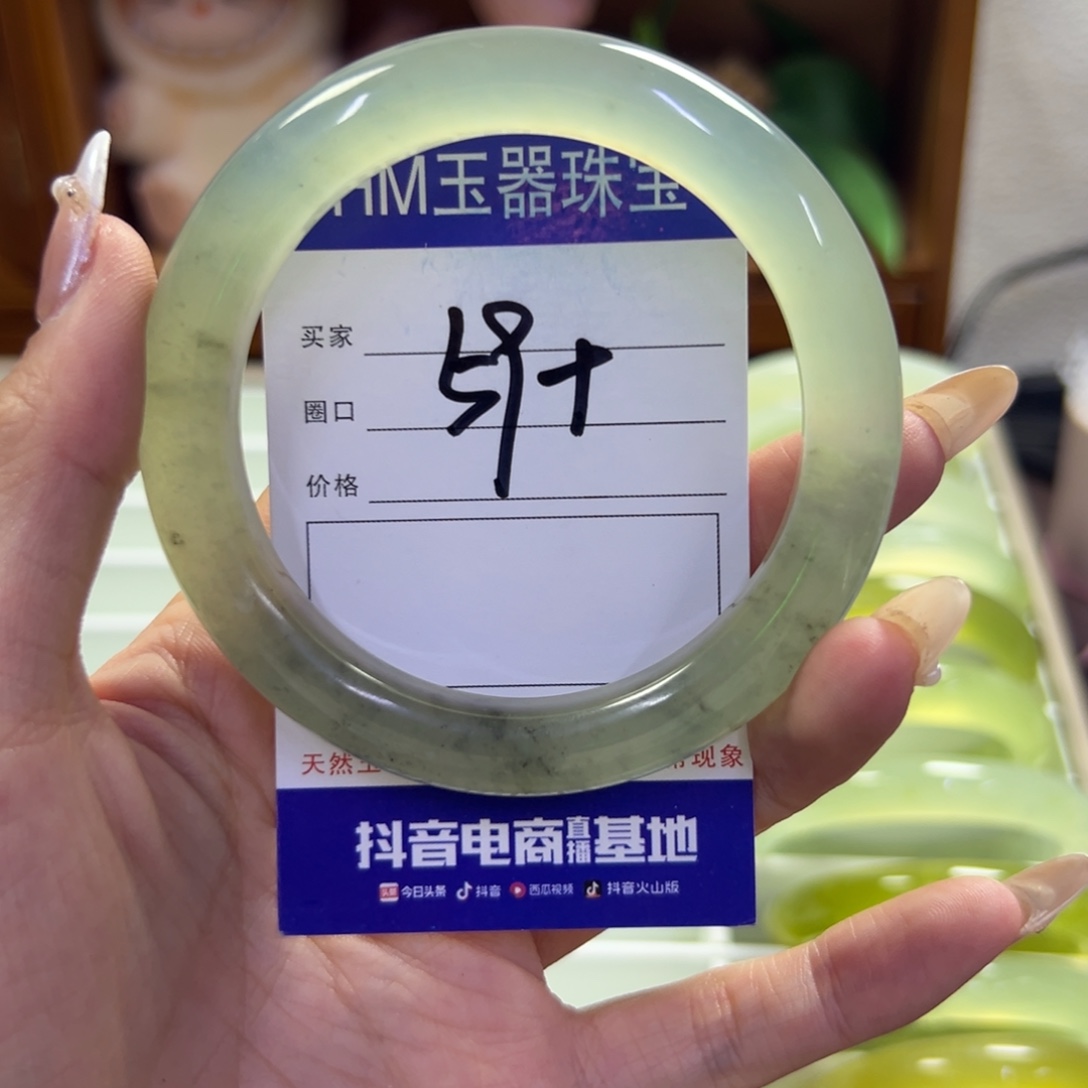 HM玉器珠宝
买家
圈口
59+
价格
天然
现象
抖音电商直播基地
头条 今日头条 抖音 西瓜视频 抖音火山版